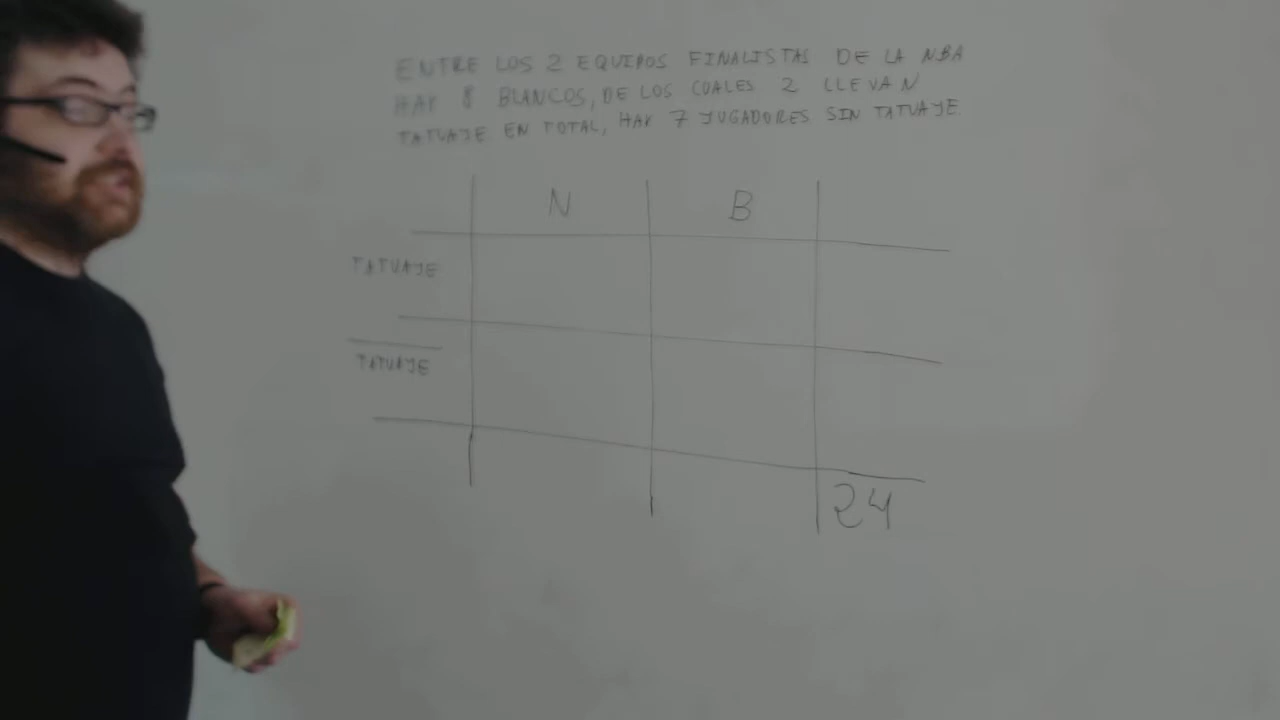 ENTRE LOS 2 EQUIPOS FINALISTAS DE LA NBA
HAY 8 BLANCOS, DE LOS CUALES 2 LLEVAN
TATUAJE EN TOTAL, HAY 7 JUGADORES SIN TATUAJE
N B
TATUAJE
TATUAJE
24